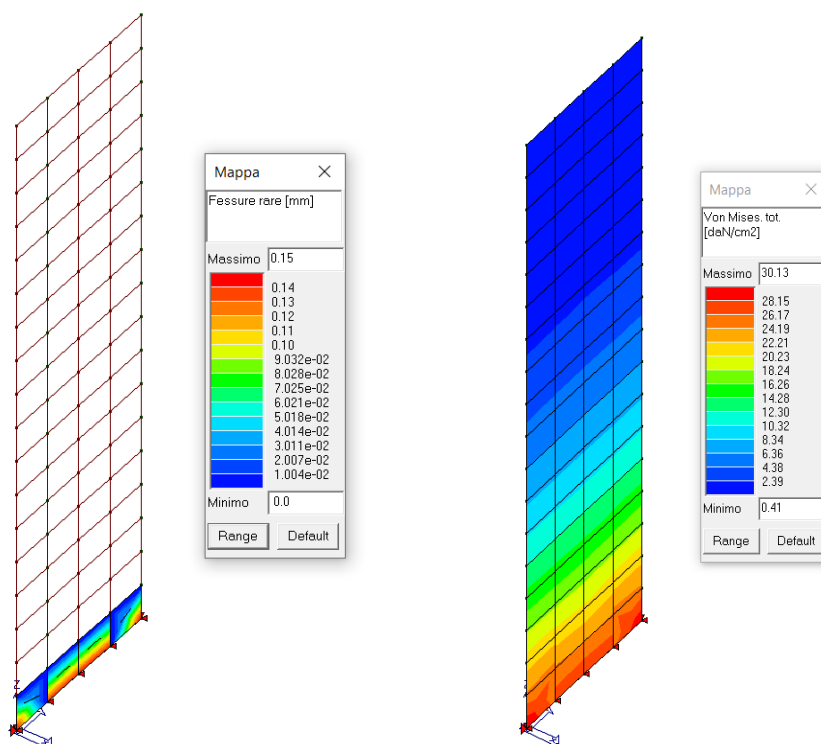 Mappa
Fessure rare [mm]
Massimo 0.15
0.14
0.13
0.12
0.11
0.10
9.032e-02
8.028e-02
7.025e-02
6.021e-02
5.018e-02
4.014e-02
3.011e-02
2.007e-02
1.004e-02
Minimo 0.0
Range Default
Z
Mappa
Von Mises. tot.
[daN/cm2]
Massimo 30.13
28.15
26.17
24.19
22.21
20.23
18.24
16.26
14.28
12.30
10.32
8.34
6.36
4.38
2.39
Minimo 0.41
Range Default